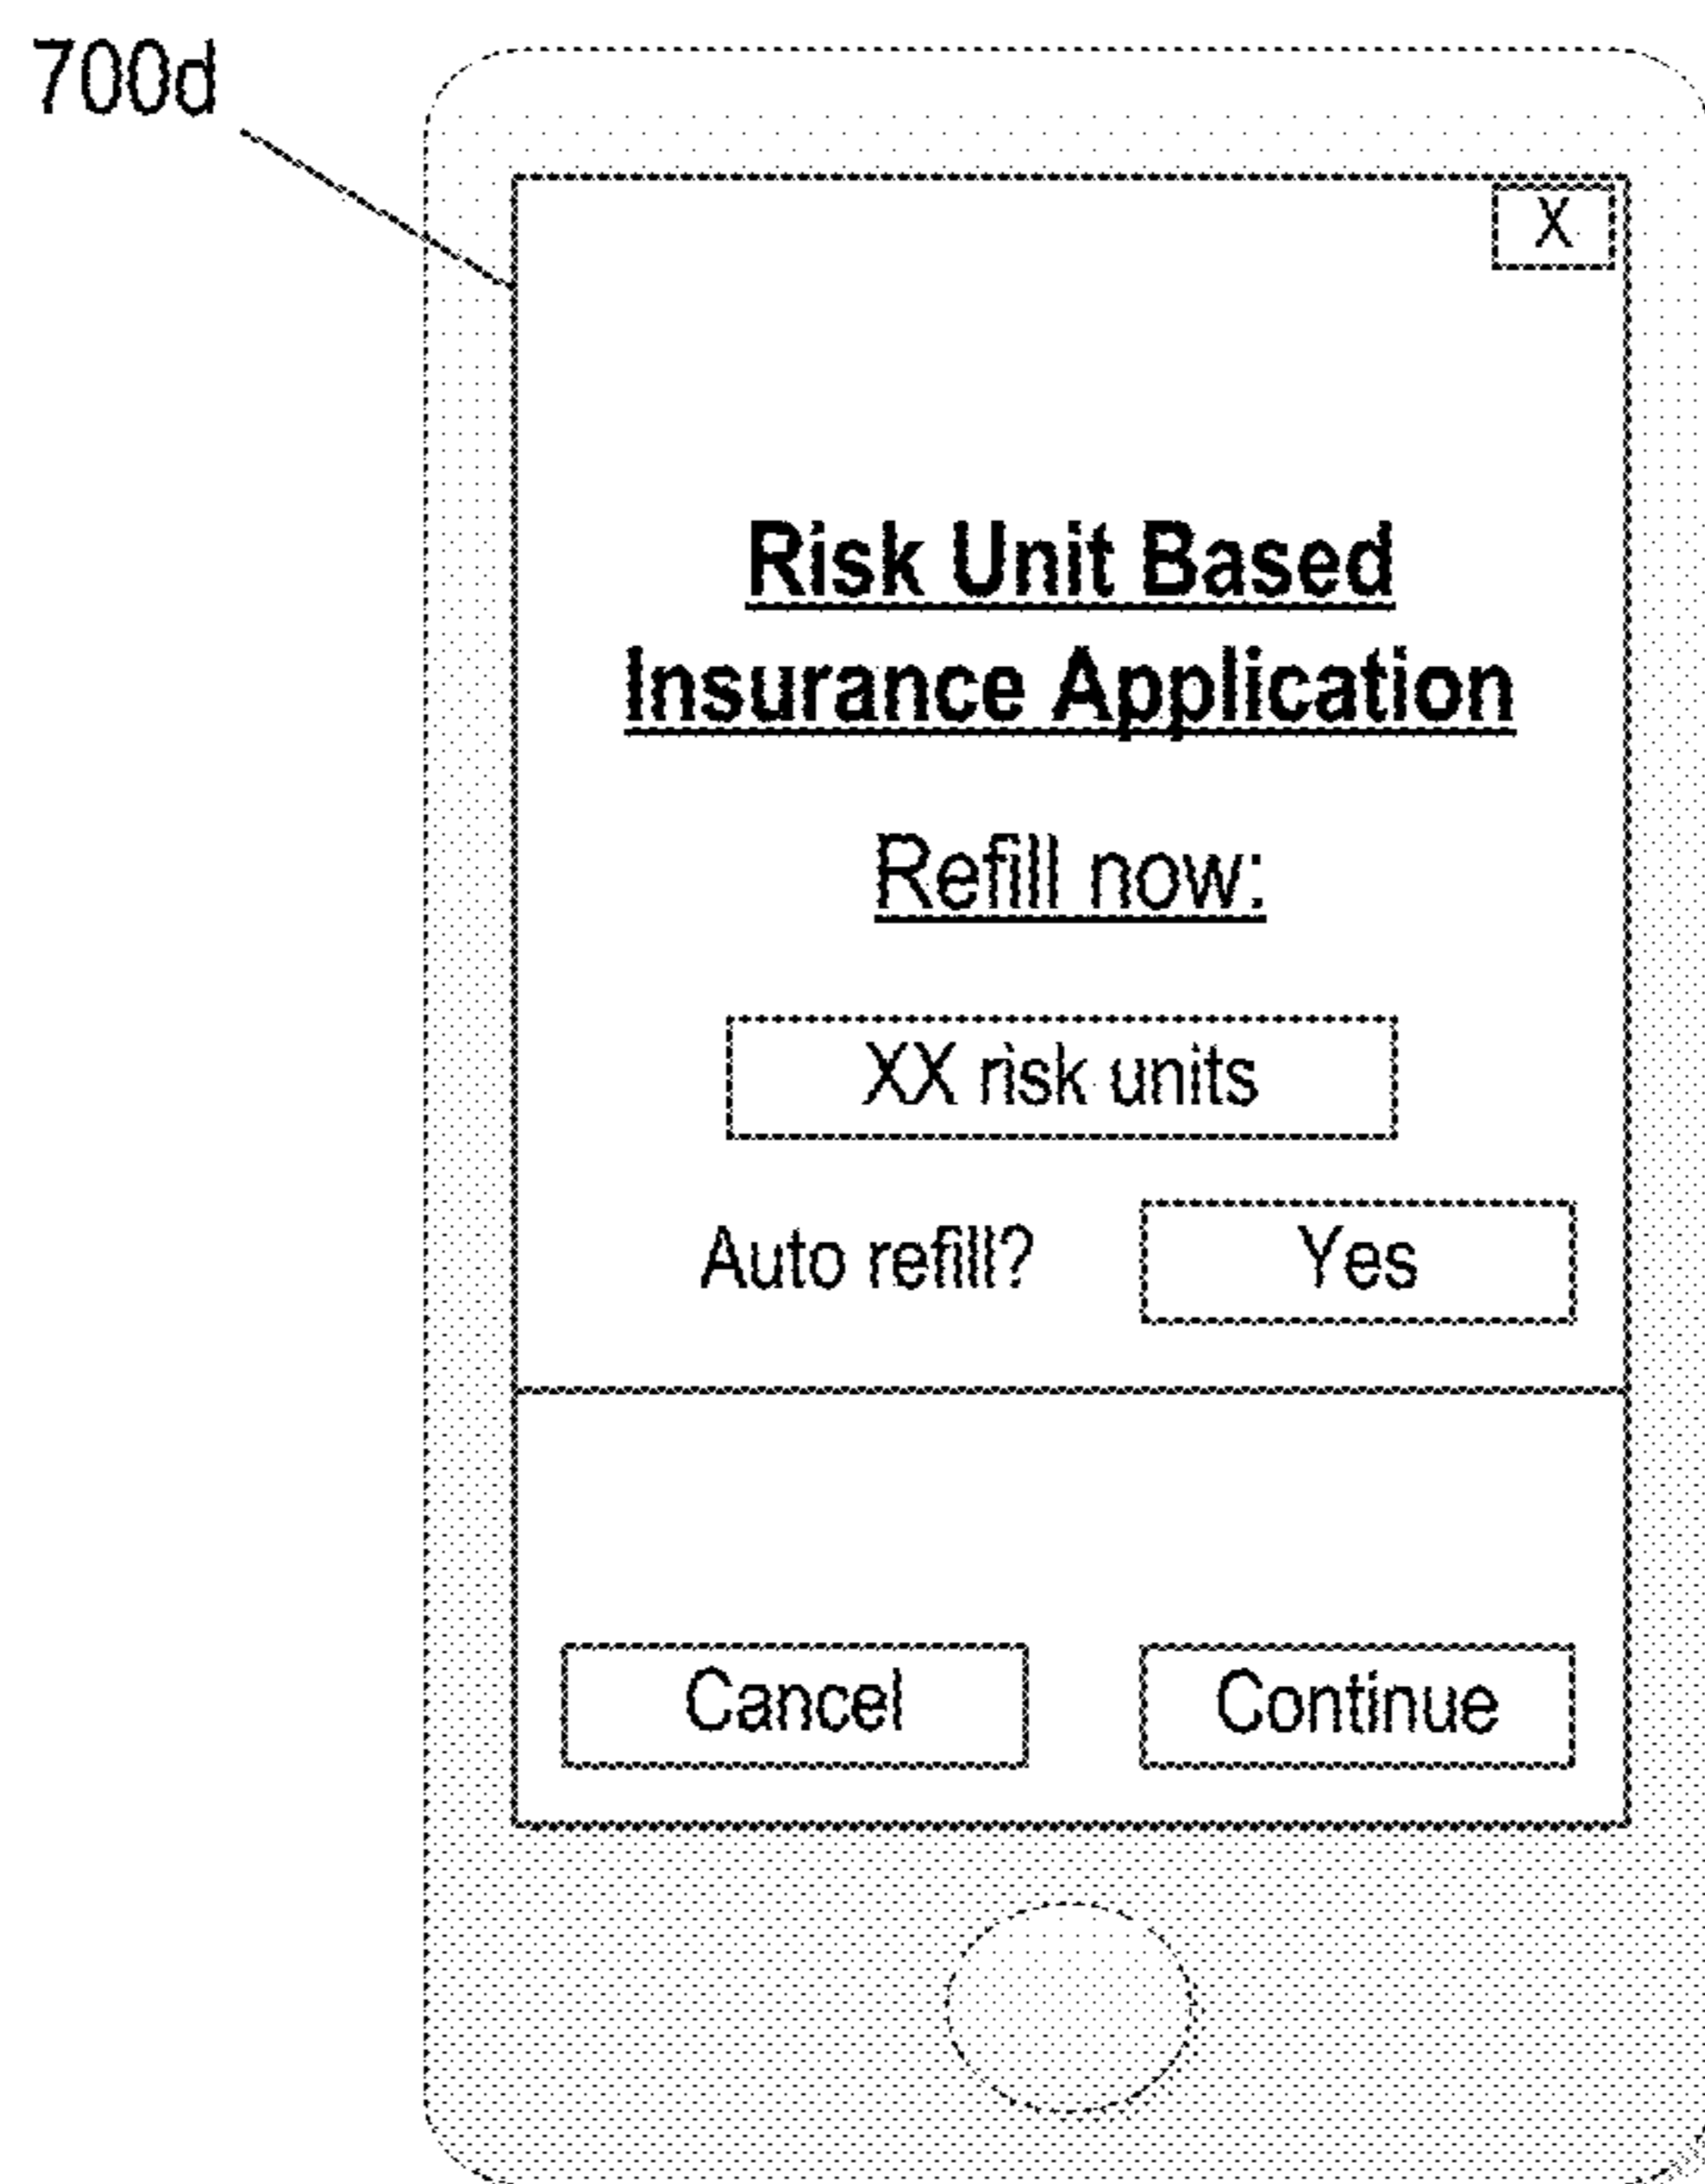 700d
X
Risk Unit Based
Insurance Application
Refill now:
XX risk units
Auto refill? Yes
Cancel Continue